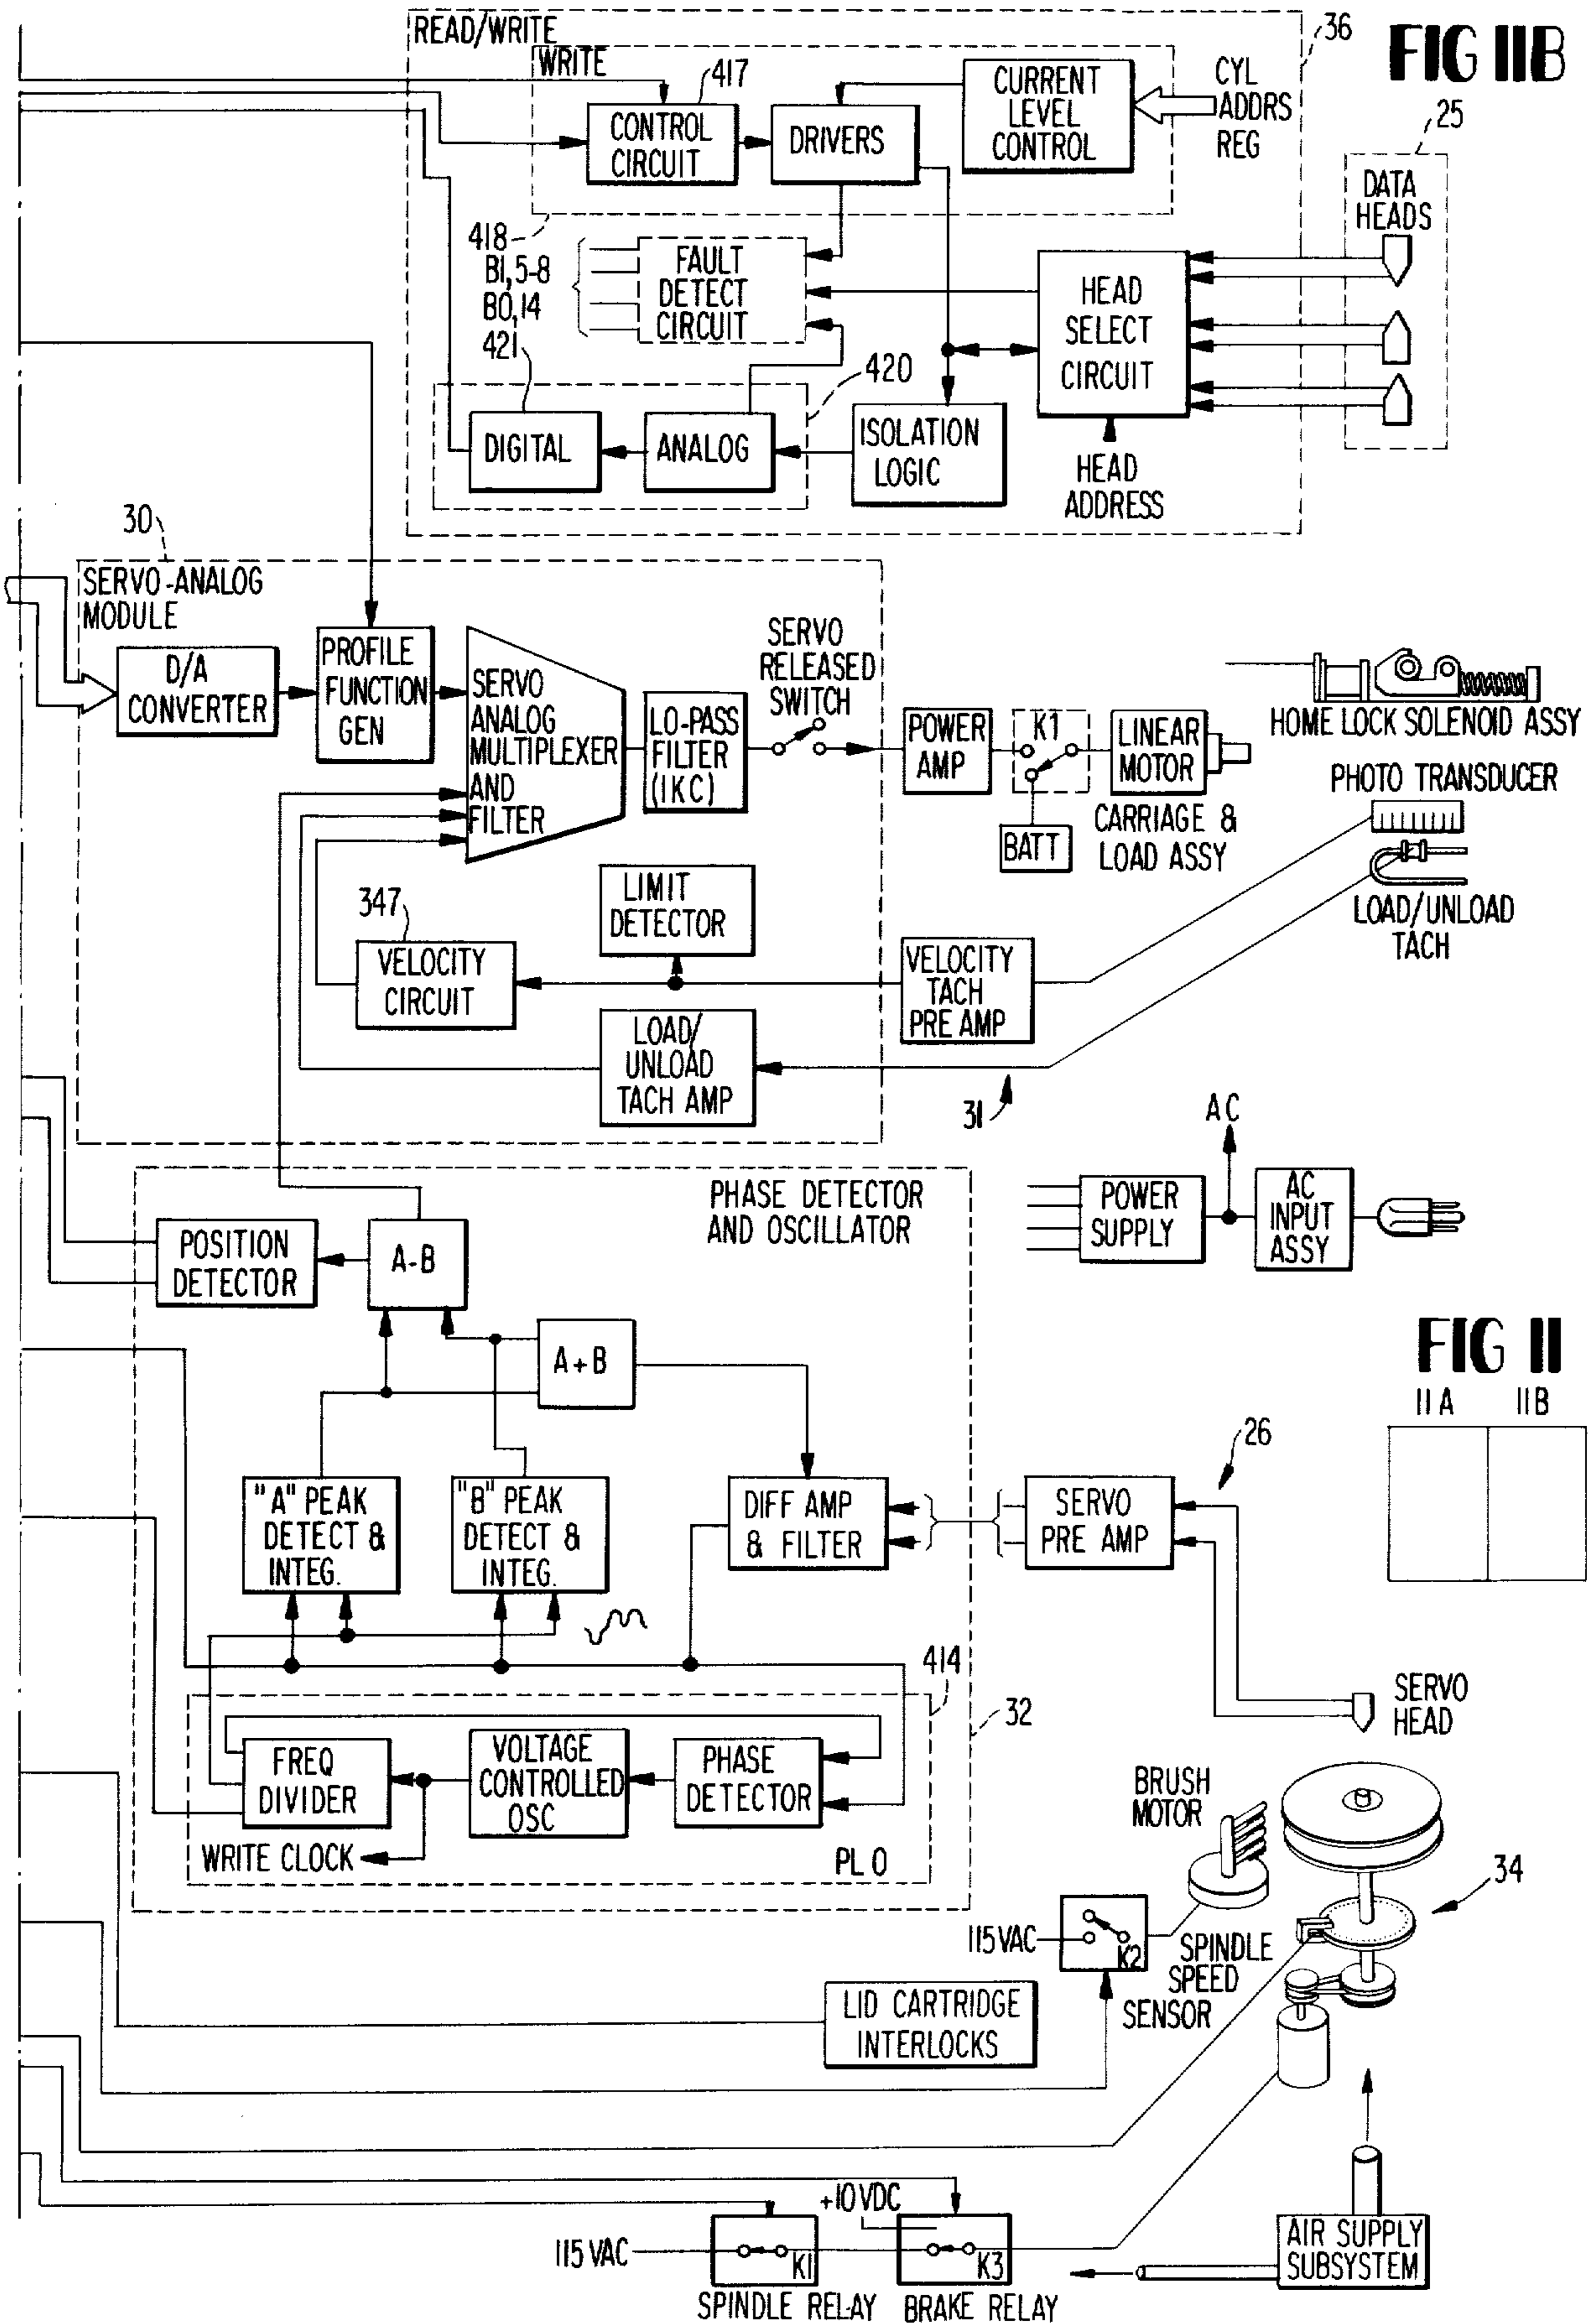 READ/WRITE
36
FIG 11B
WRITE
417
CONTROL
CIRCUIT
DRIVERS
CURRENT
LEVEL
CONTROL
CYL
ADDRS
REG
25
DATA
HEADS
418
B1,5-8
B0,14
421
FAULT
DETECT
CIRCUIT
HEAD
SELECT
CIRCUIT
420
DIGITAL
ANALOG
ISOLATION
LOGIC
HEAD
ADDRESS
30
SERVO-ANALOG
MODULE
D/A
CONVERTER
PROFILE
FUNCTION
GEN
SERVO
ANALOG
MULTIPLEXER
AND
FILTER
LO-PASS
FILTER
(1KC)
SERVO
RELEASED
SWITCH
POWER
AMP
K1
BATT
LINEAR
MOTOR
CARRIAGE &
LOAD ASSY
HOME LOCK SOLENOID ASSY
PHOTO TRANSDUCER
LOAD/UNLOAD
TACH
347
VELOCITY
CIRCUIT
LIMIT
DETECTOR
VELOCITY
TACH
PRE AMP
LOAD/
UNLOAD
TACH AMP
31
AC
POWER
SUPPLY
AC
INPUT
ASSY
PHASE DETECTOR
AND OSCILLATOR
POSITION
DETECTOR
A-B
A+B
FIG 11
11A 11B
"A" PEAK
DETECT &
INTEG.
"B" PEAK
DETECT &
INTEG.
DIFF AMP
& FILTER
SERVO
PRE AMP
26
414
32
SERVO
HEAD
FREQ
DIVIDER
VOLTAGE
CONTROLLED
OSC
PHASE
DETECTOR
WRITE CLOCK
PLO
BRUSH
MOTOR
34
115VAC
K2
SPINDLE
SPEED
SENSOR
LID CARTRIDGE
INTERLOCKS
+10VDC
115VAC
K1
K3
SPINDLE RELAY
BRAKE RELAY
AIR SUPPLY
SUBSYSTEM